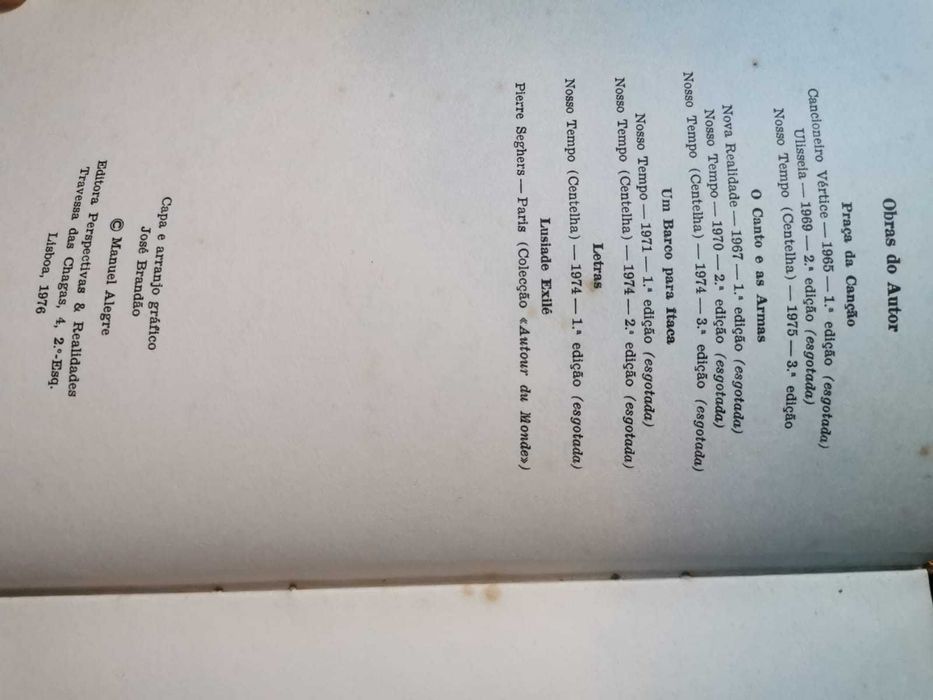 Obras do Autor
Praça da Canção
Cancioneiro Vértice — 1965 — 1.ª edição (esgotada)
Ulisseia — 1969 — 2.ª edição (esgotada)
Nosso Tempo (Centelha) — 1975 — 3.ª edição
O Canto e as Armas
Nova Realidade — 1967 — 1.ª edição (esgotada)
Nosso Tempo — 1970 — 2.ª edição (esgotada)
Nosso Tempo (Centelha) — 1974 — 3.ª edição (esgotada)
Um Barco para Ítaca
Nosso Tempo — 1971 — 1.ª edição (esgotada)
Nosso Tempo (Centelha) — 1974 — 2.ª edição (esgotada)
Letras
Nosso Tempo (Centelha) — 1974 — 1.ª edição (esgotada)
Lusiade Exilé
Pierre Seghers — Paris (Colecção «Autour du Monde»)
Capa e arranjo gráfico
José Brandão
© Manuel Alegre
Editora Perspectivas & Realidades
Travessa das Chagas, 4, 2.º-Esq.
Lisboa, 1976